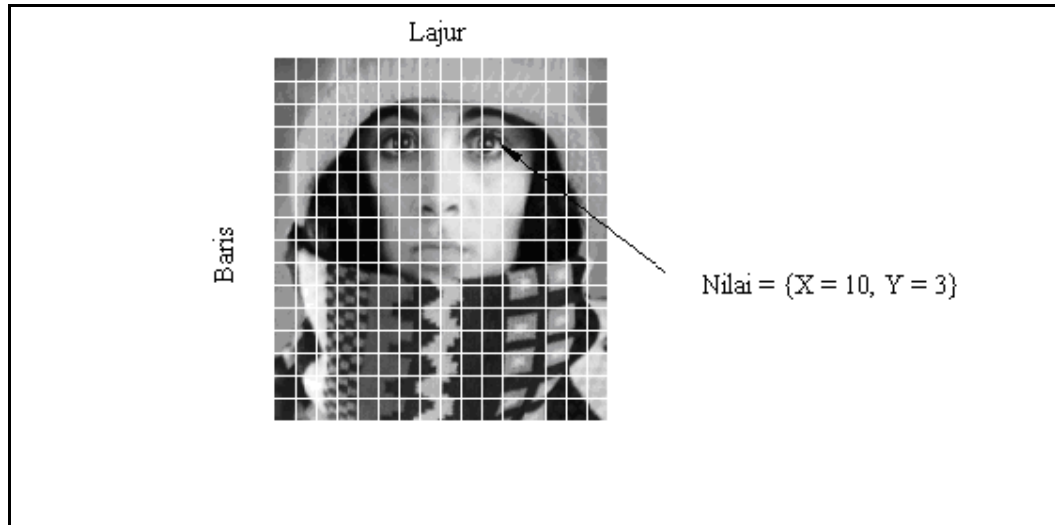 Lajur
Baris
Nilai = {X = 10, Y = 3}